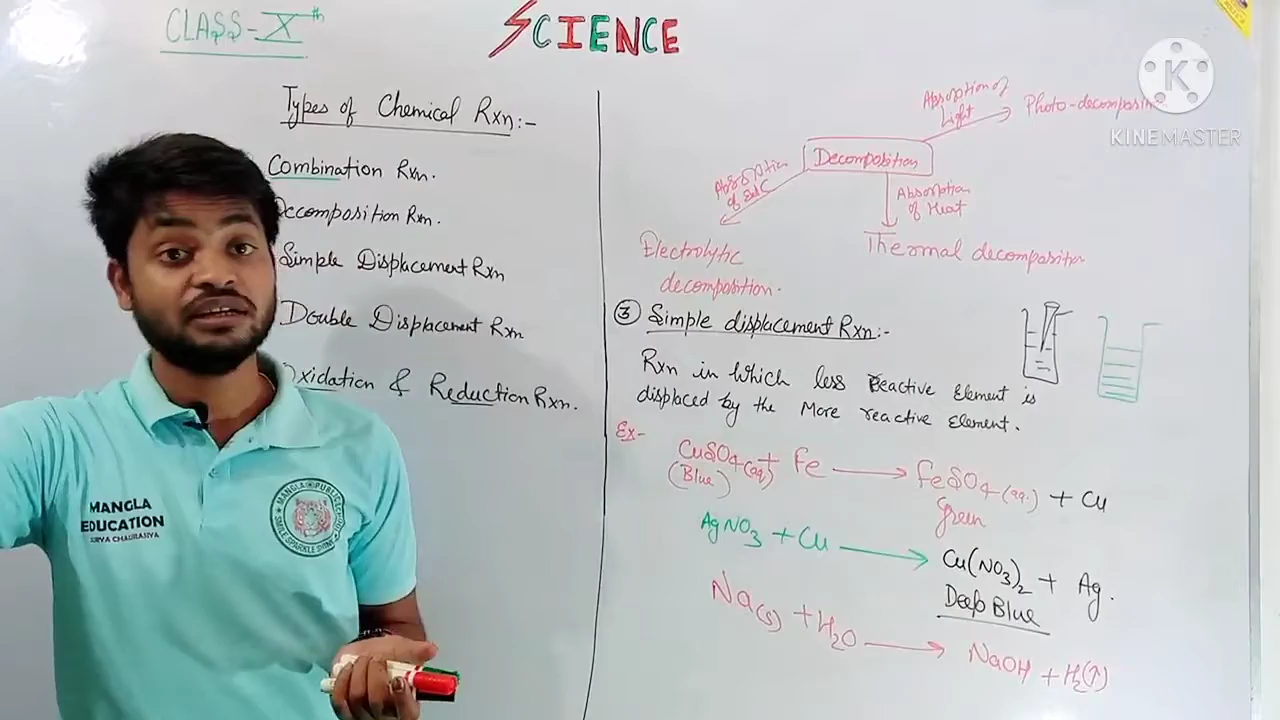 CLASS-Xth
SCIENCE
Types of Chemical Rxn:-
Combination Rxn.
Decomposition Rxn.
Simple Displacement Rxn
Double Displacement Rxn
Oxidation & Reduction Rxn.
Absorption of
Light
Photo-decomposition
KINEMASTER
Decomposition
Absorption
of
Absorption
of Heat
Electrolytic
decomposition.
Thermal decomposition
③ Simple displacement Rxn:-
Rxn in which less Reactive Element is
displaced by the More reactive Element.
Ex-
CuSO4(aq) + Fe → FeSO4(aq.) + Cu
(Blue)
Green
AgNO3 + Cu → Cu(NO3)2 + Ag.
Deep Blue
Na(s) + H2O → NaOH + H2(↑)
MANGLA
EDUCATION
MANGLA PUBLIC SCHOOL